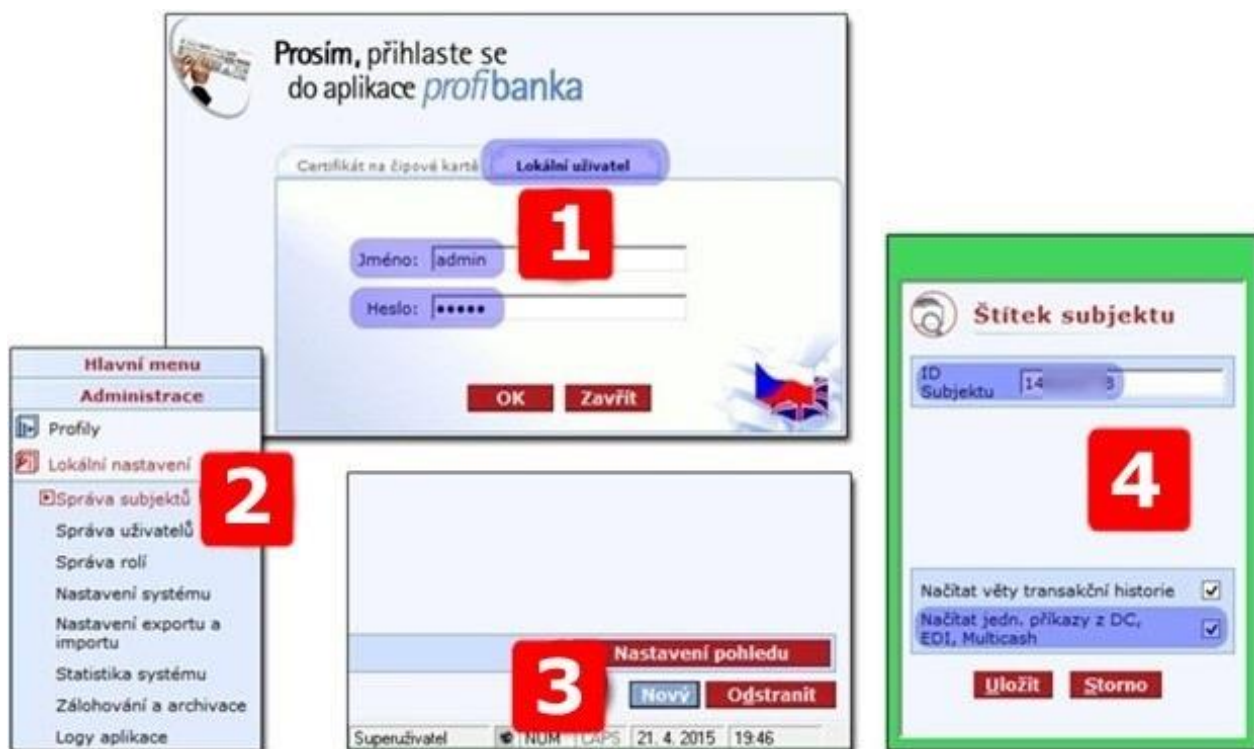 Prosím, přihlaste se
do aplikace profibanka
Certifikát na čipové kartě
Lokální uživatel
1
Jméno: admin
Heslo: •••••
OK
Zavřít
Hlavní menu
Administrace
Profily
Lokální nastavení
2
Správa subjektů
Správa uživatelů
Správa rolí
Nastavení systému
Nastavení exportu a
importu
Statistika systému
Zálohování a archivace
Logy aplikace
3
Nastavení pohledu
Nový
Odstranit
Superuživatel
NUM
CAPS
21. 4. 2015
19:46
Štítek subjektu
ID
Subjektu
14
8
4
Načítat věty transakční historie
Načítat jedn. příkazy z DC,
EDI, Multicash
Uložit
Storno